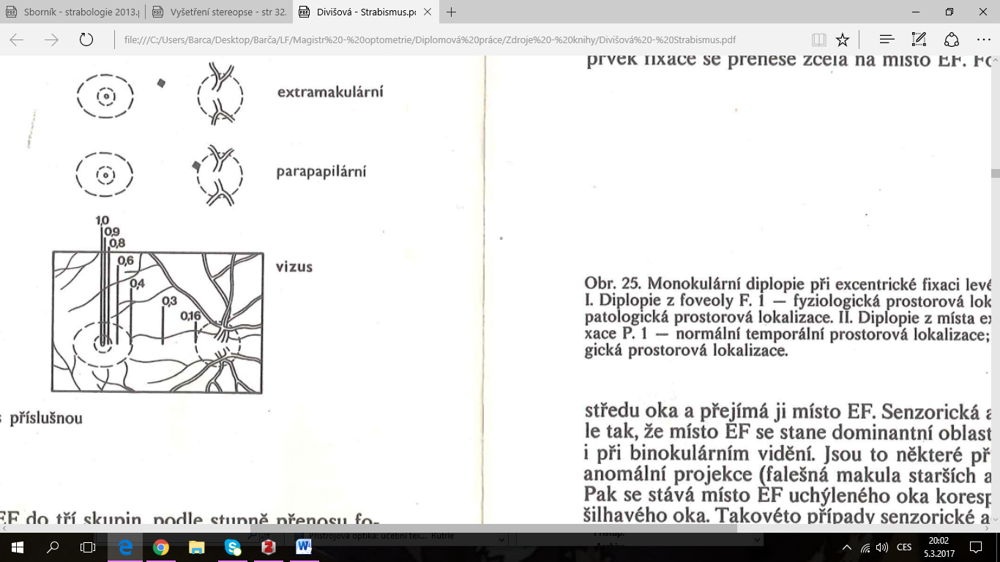 Sborník - strabologie 2013.p
Vyšetření stereopse - str 32.
Divišová - Strabismus.pd
file:///C:/Users/Barca/Desktop/Barča/LF/Magistr%20-%20optometrie/Diplomová%20práce/Zdroje%20-%20knihy/Divišová%20-%20Strabismus.pdf
extramakulární
parapapilární
1,0
0,9
0,8
0,6
0,4
0,3
0,16
vizus
s příslušnou
EF do tří skupin, podle stupně přenosu fo-
prvek fixace se přenese zcela na místo EF. Fo
Obr. 25. Monokulární diplopie při excentrické fixaci levé
I. Diplopie z foveoly F. 1 — fyziologická prostorová lok
patologická prostorová lokalizace. II. Diplopie z místa ex
xace P. 1 — normální temporální prostorová lokalizace;
gická prostorová lokalizace.
středu oka a přejímá ji místo EF. Senzorická a
le tak, že místo EF se stane dominantní oblast
i při binokulárním vidění. Jsou to některé př
anomální projekce (falešná makula starších a
Pak se stává místo EF uchýleného oka koresp
šilhavého oka. Takovéto případy senzorické a
Přístrojová optika: učební tex... Rutrle
CES
20:02
5.3.2017